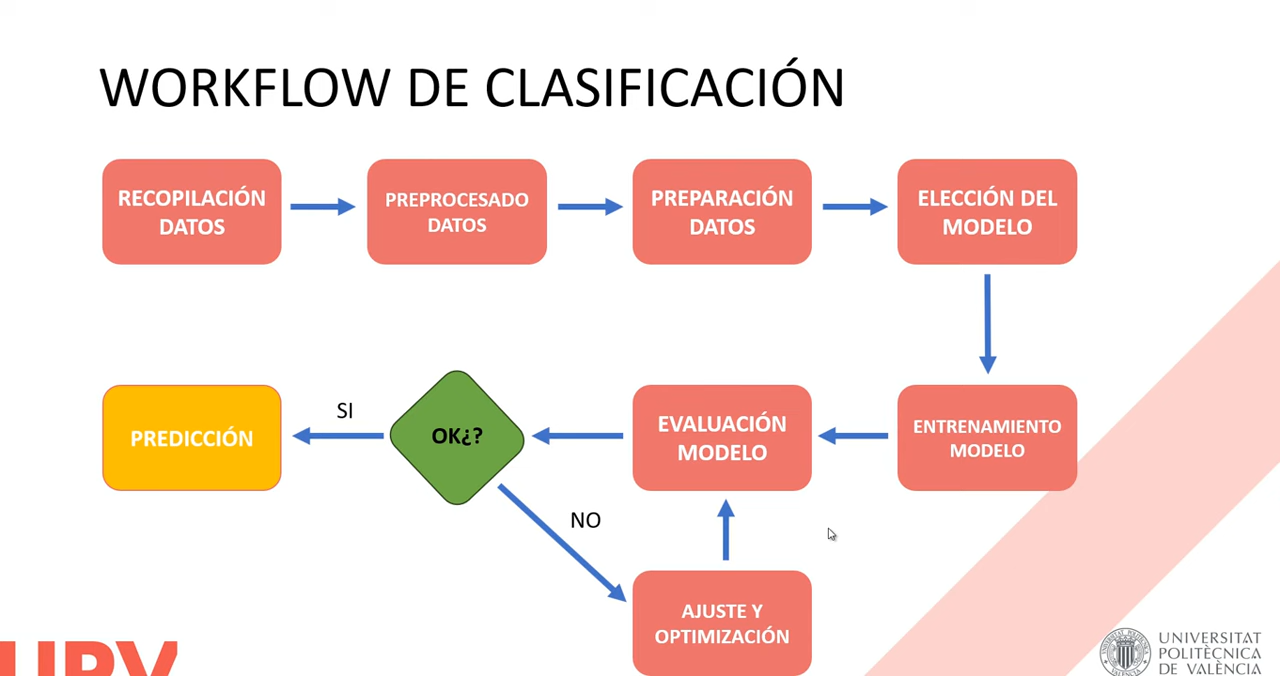 WORKFLOW DE CLASIFICACIÓN
RECOPILACIÓN
DATOS
PREPROCESADO
DATOS
PREPARACIÓN
DATOS
ELECCIÓN DEL
MODELO
PREDICCIÓN
SI
OK¿?
EVALUACIÓN
MODELO
ENTRENAMIENTO
MODELO
NO
AJUSTE Y
OPTIMIZACIÓN
UPV
UNIVERSITAT
POLITÈCNICA
DE VALÈNCIA